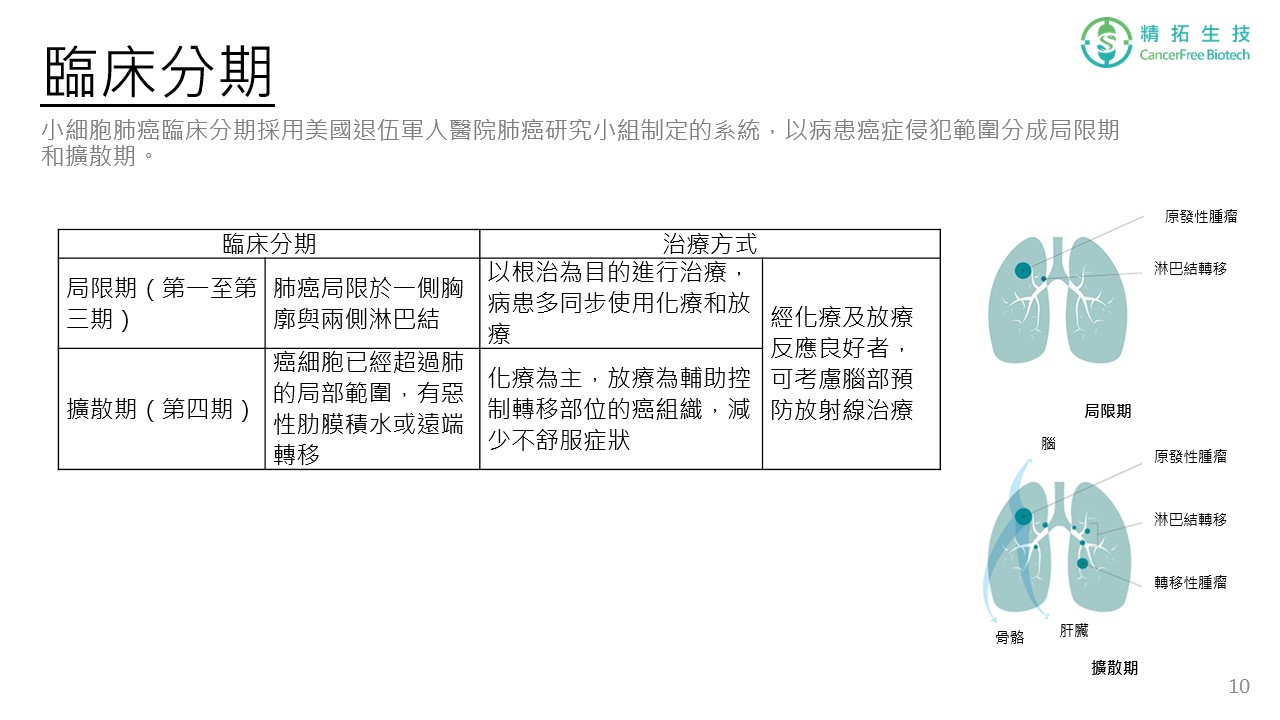 臨床分期
精拓生技
CancerFree Biotech
小細胞肺癌臨床分期採用美國退伍軍人醫院肺癌研究小組制定的系統，以病患癌症侵犯範圍分成局限期
和擴散期。
臨床分期
治療方式
局限期（第一至第
三期）
肺癌局限於一側胸
廓與兩側淋巴結
以根治為目的進行治療，
病患多同步使用化療和放
療
經化療及放療
反應良好者，
可考慮腦部預
防放射線治療
擴散期（第四期）
癌細胞已經超過肺
的局部範圍，有惡
性肋膜積水或遠端
轉移
化療為主，放療為輔助控
制轉移部位的癌組織，減
少不舒服症狀
原發性腫瘤
淋巴結轉移
局限期
腦
原發性腫瘤
淋巴結轉移
轉移性腫瘤
骨骼
肝臟
擴散期
10